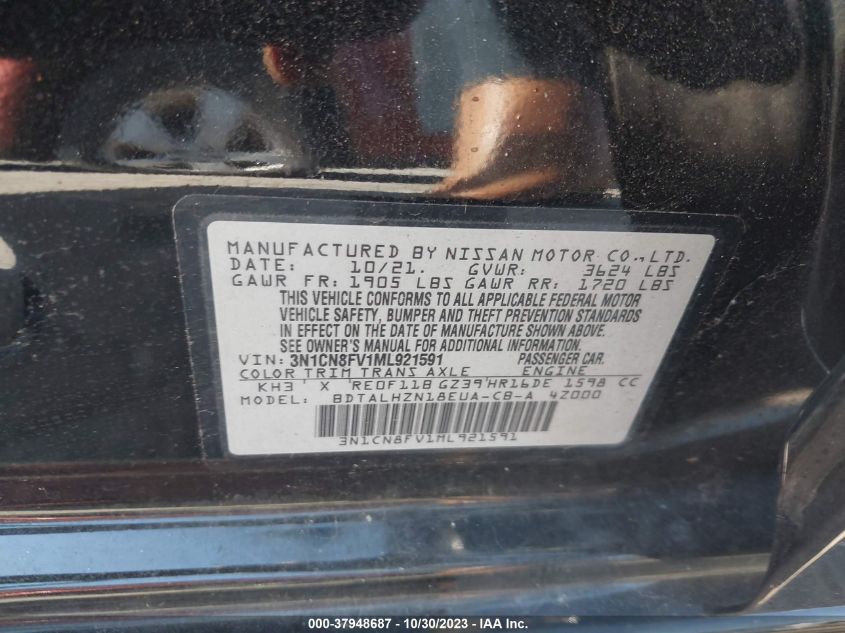 MANUFACTURED BY NISSAN MOTOR CO., LTD.
DATE: 10/21. GVWR: 3624 LBS
GAWR FR: 1905 LBS GAWR RR: 1720 LBS
THIS VEHICLE CONFORMS TO ALL APPLICABLE FEDERAL MOTOR
VEHICLE SAFETY, BUMPER AND THEFT PREVENTION STANDARDS
IN EFFECT ON THE DATE OF MANUFACTURE SHOWN ABOVE.
SEE OWNER'S MANUAL FOR ADDITIONAL INFORMATION.
VIN: 3N1CN8FV1ML921591 PASSENGER CAR.
COLOR TRIM TRANS AXLE ENGINE
KH3' X 'RE0F11B GZ39'HR16DE 1598 CC
MODEL: BDTALHZN18EUA-CB-A 4Z000
3N1CN8FV1ML921591
000-37948687 - 10/30/2023 - IAA Inc.